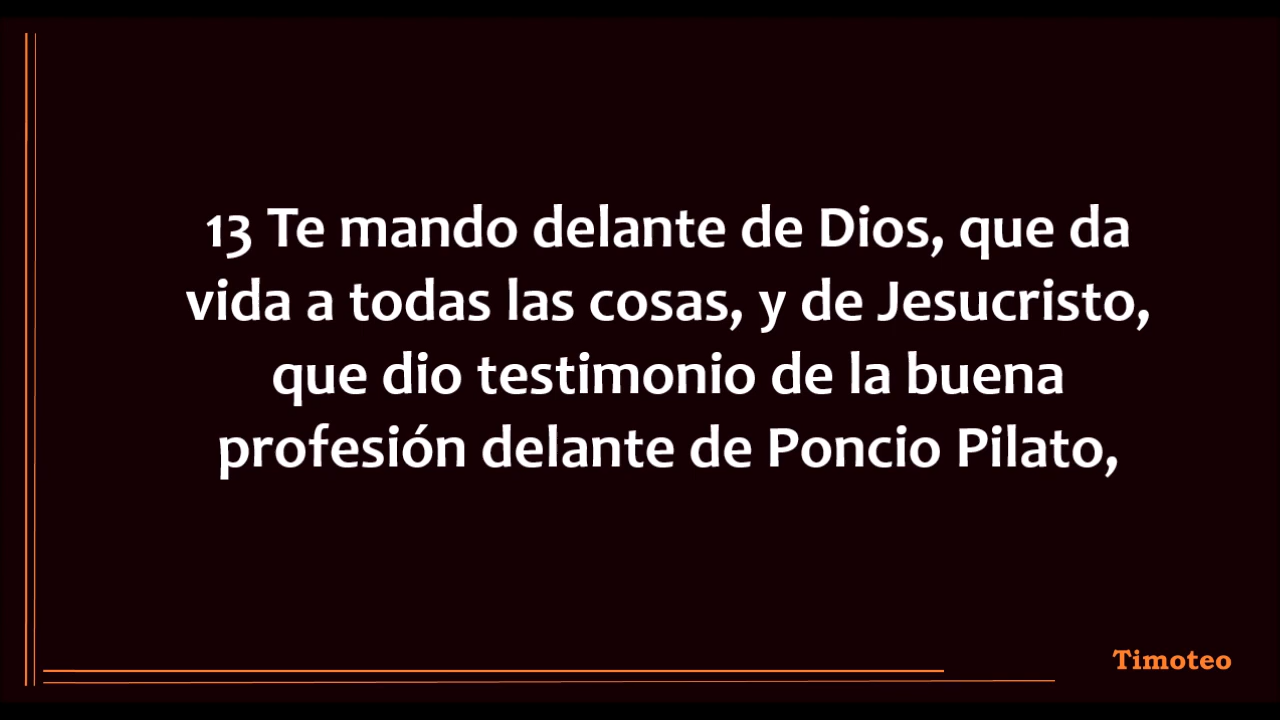 13 Te mando delante de Dios, que da
vida a todas las cosas, y de Jesucristo,
que dio testimonio de la buena
profesión delante de Poncio Pilato,
Timoteo